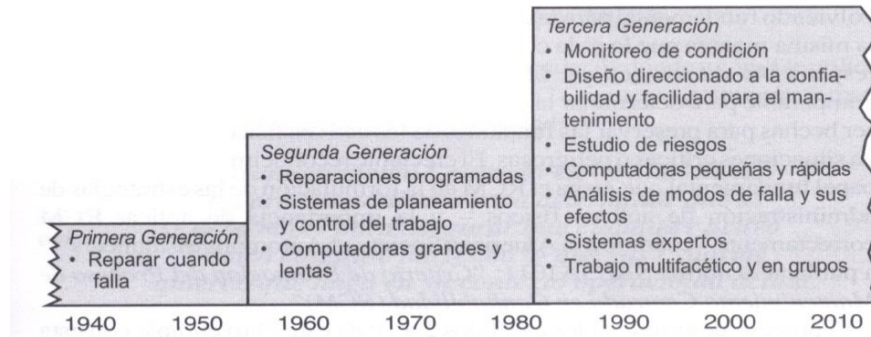 Primera Generación
• Reparar cuando
falla
Segunda Generación
• Reparaciones programadas
• Sistemas de planeamiento
y control del trabajo
• Computadoras grandes y
lentas
Tercera Generación
• Monitoreo de condición
• Diseño direccionado a la confia-
bilidad y facilidad para el man-
tenimiento
• Estudio de riesgos
• Computadoras pequeñas y rápidas
• Análisis de modos de falla y sus
efectos
• Sistemas expertos
• Trabajo multifacético y en grupos
1940 1950 1960 1970 1980 1990 2000 2010